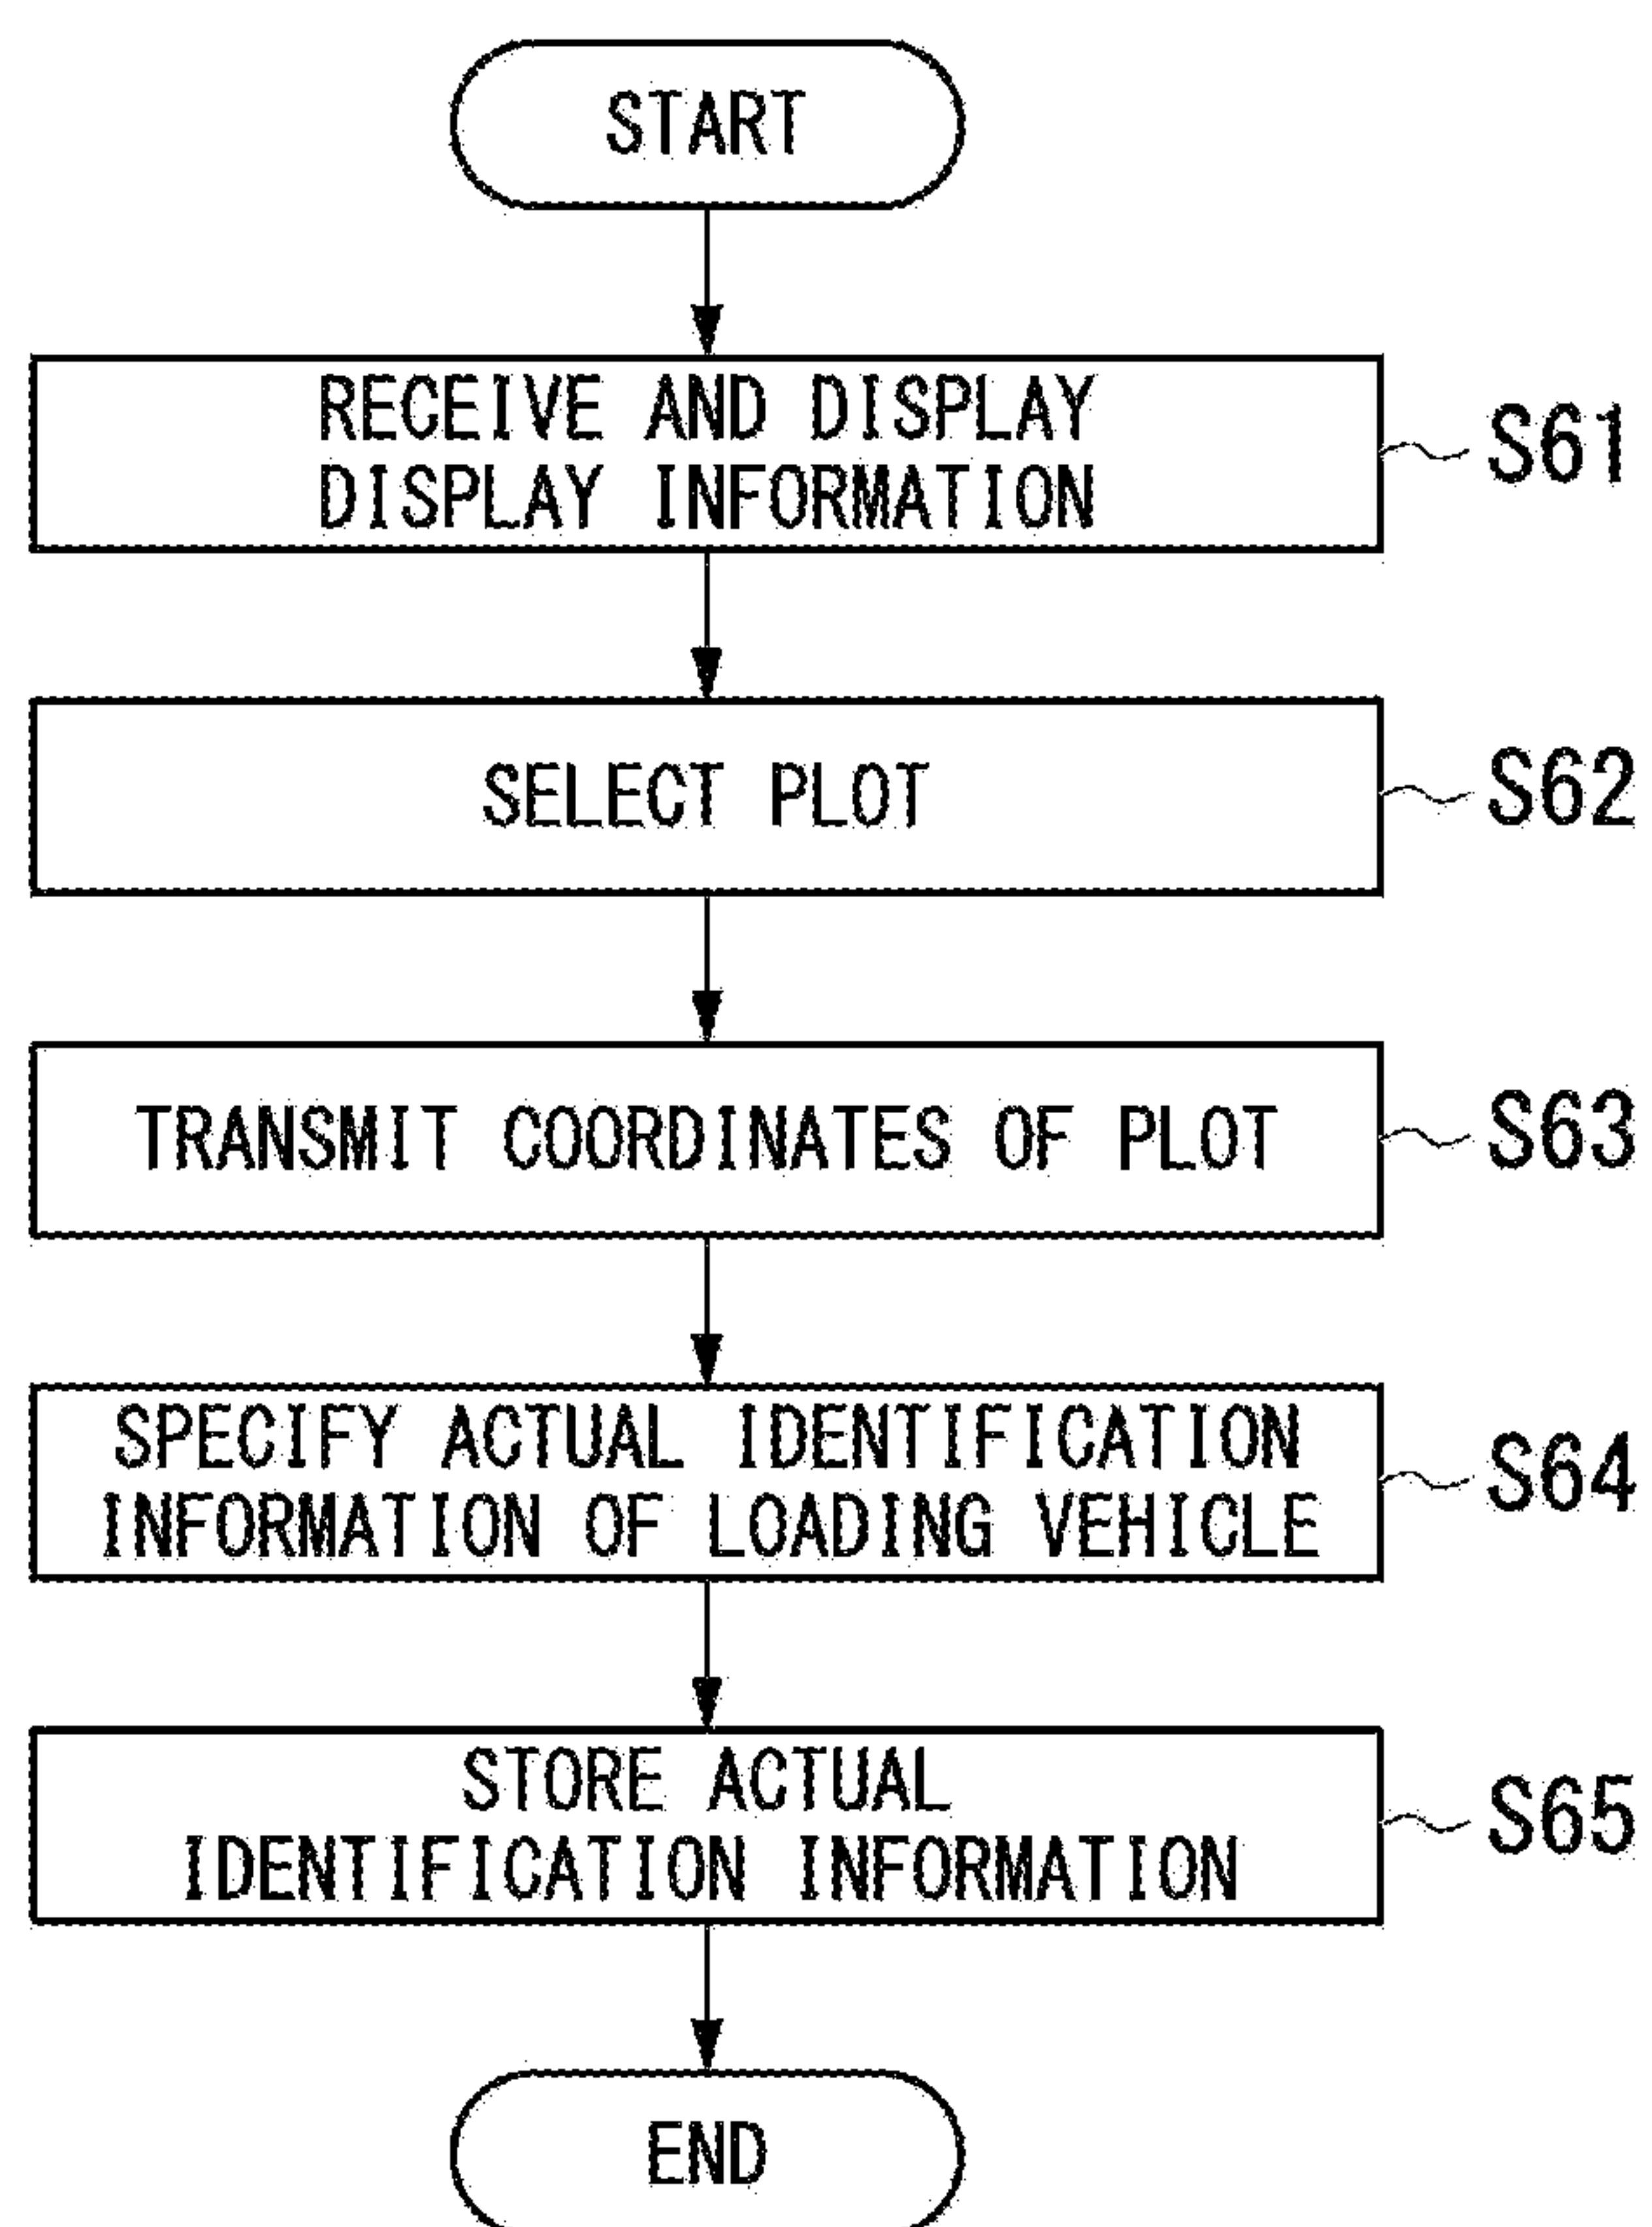 START
RECEIVE AND DISPLAY
DISPLAY INFORMATION
S61
SELECT PLOT
S62
TRANSMIT COORDINATES OF PLOT
S63
SPECIFY ACTUAL IDENTIFICATION
INFORMATION OF LOADING VEHICLE
S64
STORE ACTUAL
IDENTIFICATION INFORMATION
S65
END